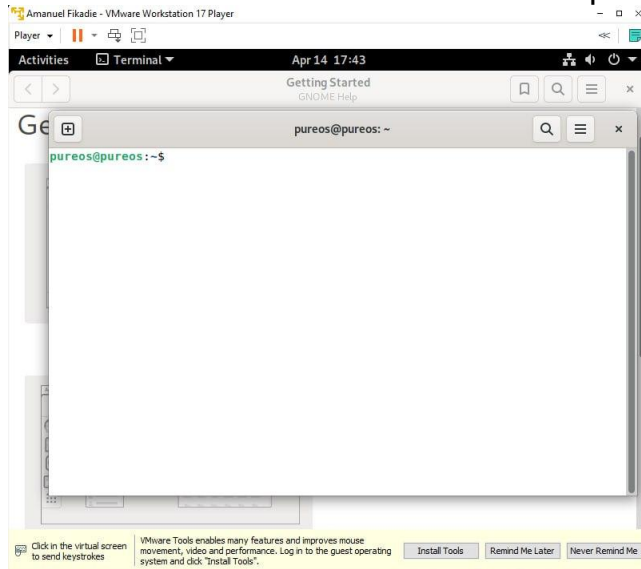 Amanuel Fikadie - VMware Workstation 17 Player
Player
Activities Terminal Apr 14 17:43
Getting Started
GNOME Help
Ge
pureos@pureos: ~
pureos@pureos:~$
Click in the virtual screen
to send keystrokes
VMware Tools enables many features and improves mouse
movement, video and performance. Log in to the guest operating
system and click "Install Tools".
Install Tools Remind Me Later Never Remind Me